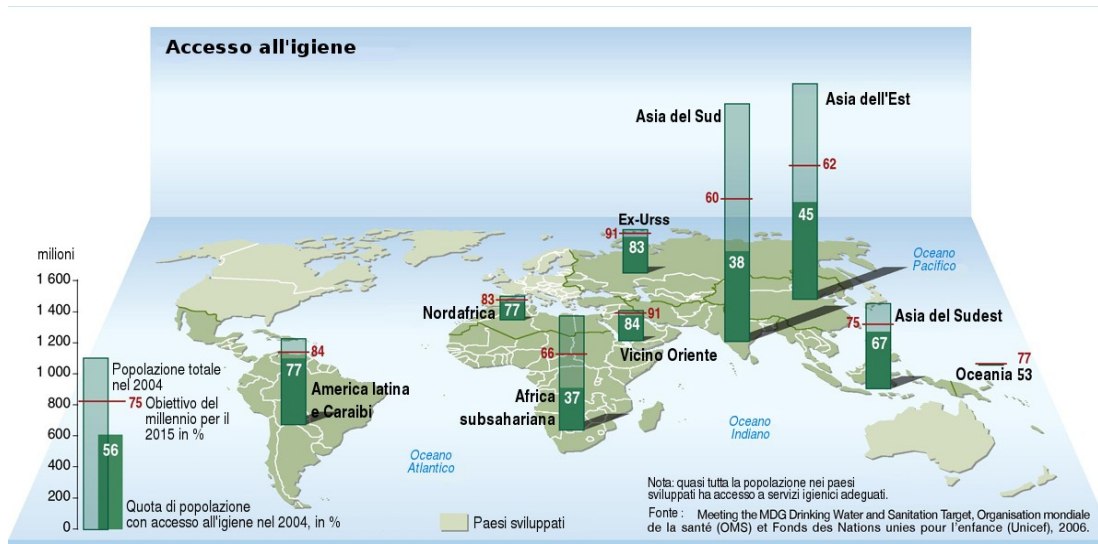 Accesso all'igiene
Asia dell'Est
Asia del Sud
62
60
45
38
Ex-Urss
91
83
Oceano
Pacifico
milioni
1 600
1 400
1 200
1 000
800
600
400
200
0
Nordafrica
83
77
91
84
Vicino Oriente
Asia del Sudest
75
67
77
Oceania 53
84
77
America latina
e Caraibi
66
37
Africa
subsahariana
Popolazione totale
nel 2004
75 Obiettivo del
millennio per il
2015 in %
56
Quota di popolazione
con accesso all'igiene nel 2004, in %
Oceano
Atlantico
Oceano
Indiano
Paesi sviluppati
Nota: quasi tutta la popolazione nei paesi
sviluppati ha accesso a servizi igienici adeguati.
Fonte : Meeting the MDG Drinking Water and Sanitation Target, Organisation mondiale
de la santé (OMS) et Fonds des Nations unies pour l'enfance (Unicef), 2006.